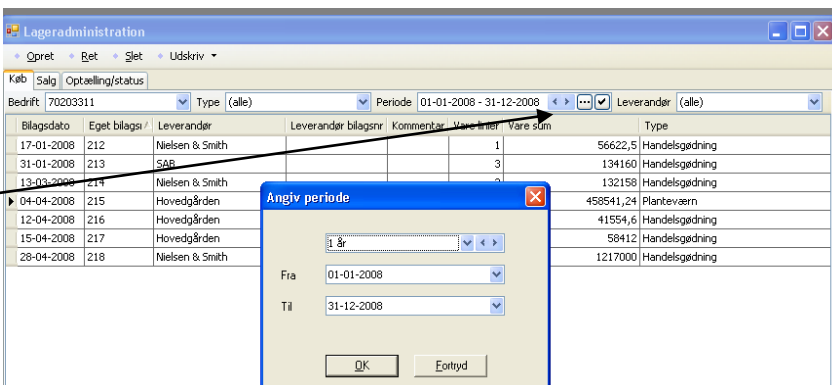 Lageradministration
Opret Ret Slet Udskriv
Køb Salg Optælling/status
Bedrift 70203311 Type (alle) Periode 01-01-2008 - 31-12-2008 Leverandør (alle)
Bilagsdato Eget bilagsı Leverandør Leverandør bilagsnr Kommentar Vare linier Vare sum Type
17-01-2008 212 Nielsen & Smith 1 56622,5 Handelsgødning
31-01-2008 213 SAB 3 134160 Handelsgødning
13-03-2008 214 Nielsen & Smith 132158 Handelsgødning
04-04-2008 215 Hovedgården 458541,24 Planteværn
12-04-2008 216 Hovedgården 41554,6 Handelsgødning
15-04-2008 217 Hovedgården 58412 Handelsgødning
28-04-2008 218 Nielsen & Smith 1217000 Handelsgødning
Angiv periode
1 år
Fra 01-01-2008
Til 31-12-2008
OK Fortryd